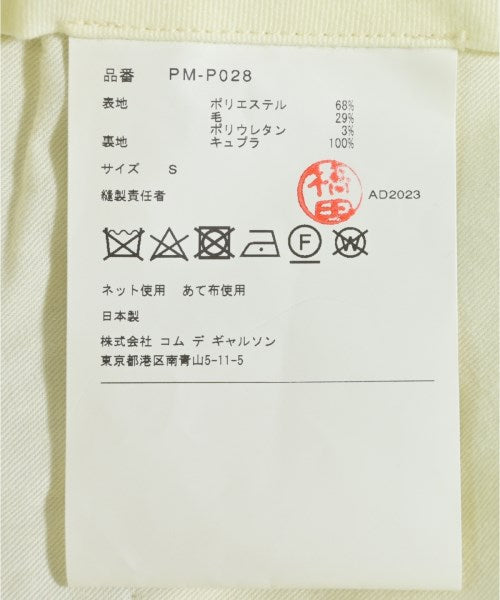 品番 PM-P028
表地 ポリエステル 68%
毛 29%
ポリウレタン 3%
裏地 キュプラ 100%
サイズ S
縫製責任者 AD2023
F W
ネット使用 あて布使用
日本製
株式会社 コム デ ギャルソン
東京都港区南青山5-11-5